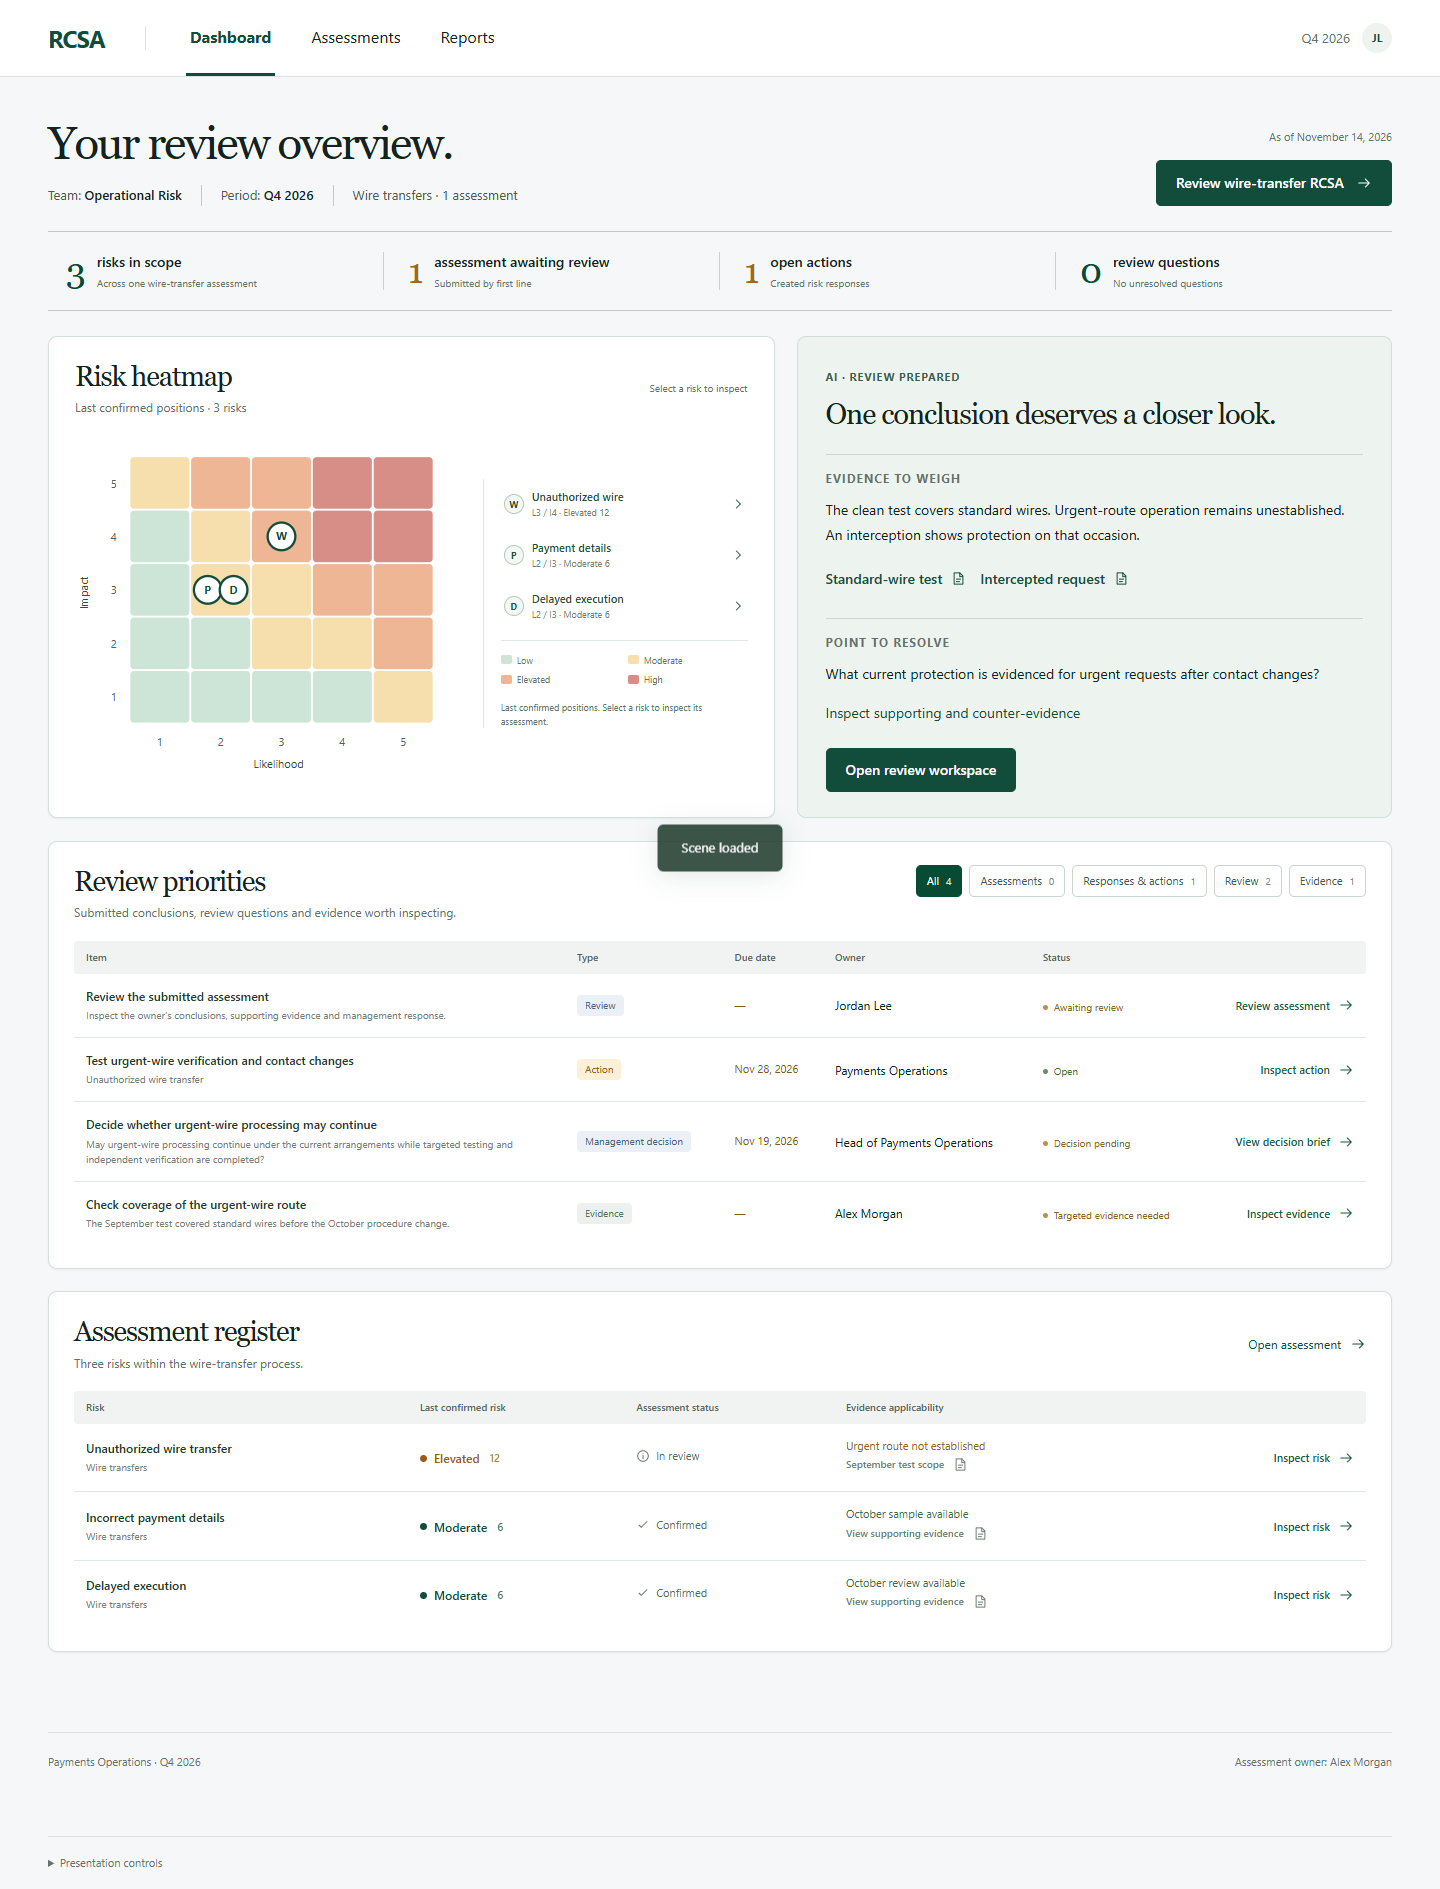 RCSA
Dashboard
Assessments
Reports
Q4 2026
JL
Your review overview.
As of November 14, 2026
Team: Operational Risk
Period: Q4 2026
Wire transfers · 1 assessment
Review wire-transfer RCSA
3
risks in scope
Across one wire-transfer assessment
1
assessment awaiting review
Submitted by first line
1
open actions
Created risk responses
0
review questions
No unresolved questions
Risk heatmap
Last confirmed positions · 3 risks
Select a risk to inspect
Impact
5
4
3
2
1
W
P
D
1
2
3
4
5
Likelihood
W
Unauthorized wire
L3 / I4 · Elevated 12
P
Payment details
L2 / I3 · Moderate 6
D
Delayed execution
L2 / I3 · Moderate 6
Low
Moderate
Elevated
High
Last confirmed positions. Select a risk to inspect its
assessment.
AI · REVIEW PREPARED
One conclusion deserves a closer look.
EVIDENCE TO WEIGH
The clean test covers standard wires. Urgent-route operation remains unestablished.
An interception shows protection on that occasion.
Standard-wire test
Intercepted request
POINT TO RESOLVE
What current protection is evidenced for urgent requests after contact changes?
Inspect supporting and counter-evidence
Open review workspace
Scene loaded
Review priorities
Submitted conclusions, review questions and evidence worth inspecting.
All 4
Assessments 0
Responses & actions 1
Review 2
Evidence 1
Item
Type
Due date
Owner
Status
Review the submitted assessment
Inspect the owner's conclusions, supporting evidence and management response.
Review
—
Jordan Lee
Awaiting review
Review assessment
Test urgent-wire verification and contact changes
Unauthorized wire transfer
Action
Nov 28, 2026
Payments Operations
Open
Inspect action
Decide whether urgent-wire processing may continue
May urgent-wire processing continue under the current arrangements while targeted testing and
independent verification are completed?
Management decision
Nov 19, 2026
Head of Payments Operations
Decision pending
View decision brief
Check coverage of the urgent-wire route
The September test covered standard wires before the October procedure change.
Evidence
—
Alex Morgan
Targeted evidence needed
Inspect evidence
Assessment register
Three risks within the wire-transfer process.
Open assessment
Risk
Last confirmed risk
Assessment status
Evidence applicability
Unauthorized wire transfer
Wire transfers
Elevated 12
In review
Urgent route not established
September test scope
Inspect risk
Incorrect payment details
Wire transfers
Moderate 6
Confirmed
October sample available
View supporting evidence
Inspect risk
Delayed execution
Wire transfers
Moderate 6
Confirmed
October review available
View supporting evidence
Inspect risk
Payments Operations · Q4 2026
Assessment owner: Alex Morgan
Presentation controls